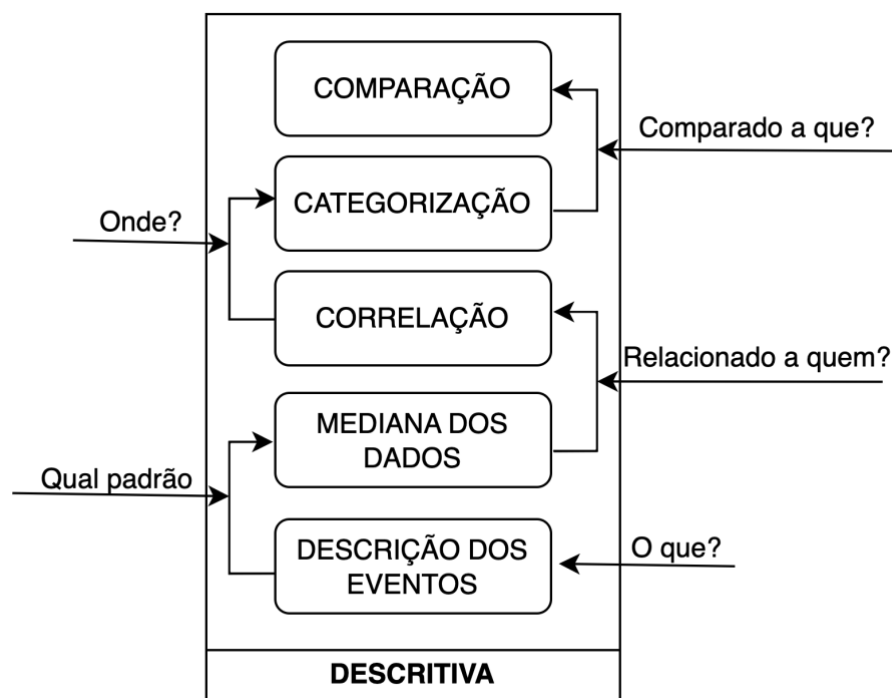 COMPARAÇÃO
Comparado a que?
CATEGORIZAÇÃO
Onde?
CORRELAÇÃO
Relacionado a quem?
MEDIANA DOS
DADOS
Qual padrão
DESCRIÇÃO DOS
EVENTOS
O que?
DESCRITIVA